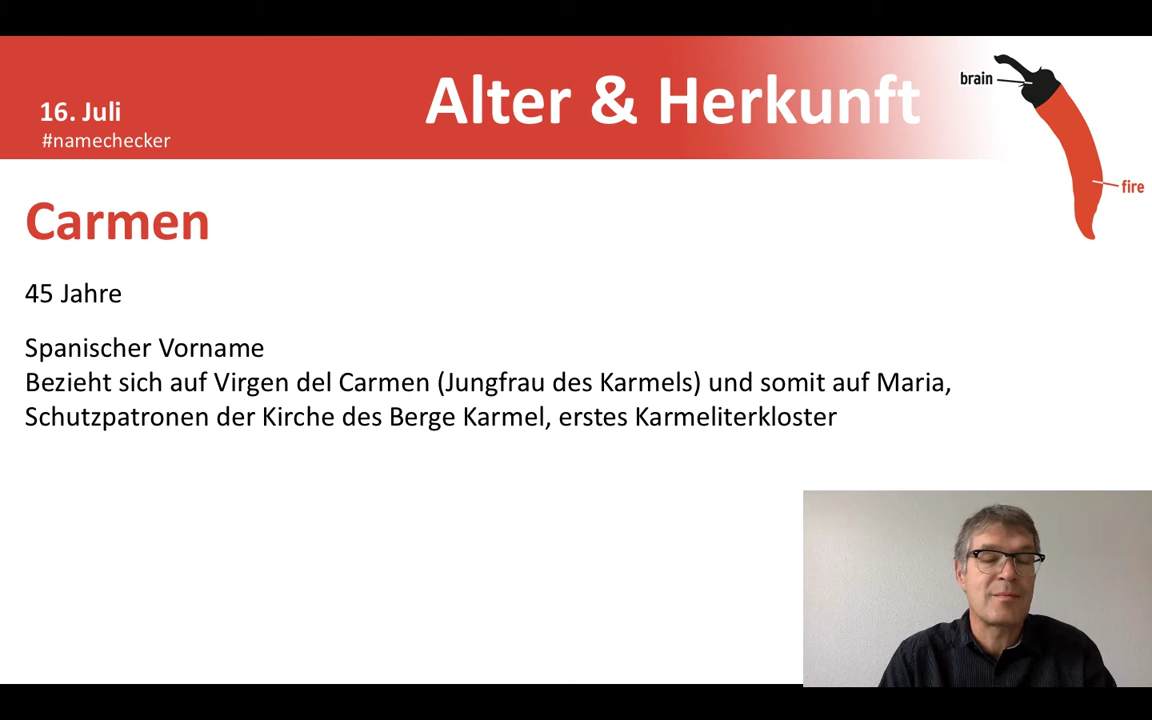 16. Juli
#namechecker
Alter & Herkunft
brain
fire
Carmen
45 Jahre
Spanischer Vorname
Bezieht sich auf Virgen del Carmen (Jungfrau des Karmels) und somit auf Maria,
Schutzpatronen der Kirche des Berge Karmel, erstes Karmeliterkloster